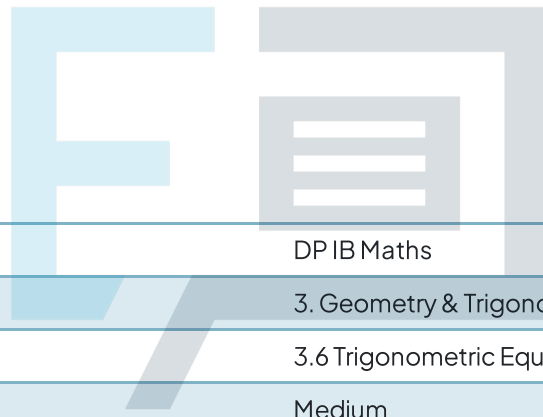 DP IB Maths
3. Geometry & Trigono
3.6 Trigonometric Equ
Medium